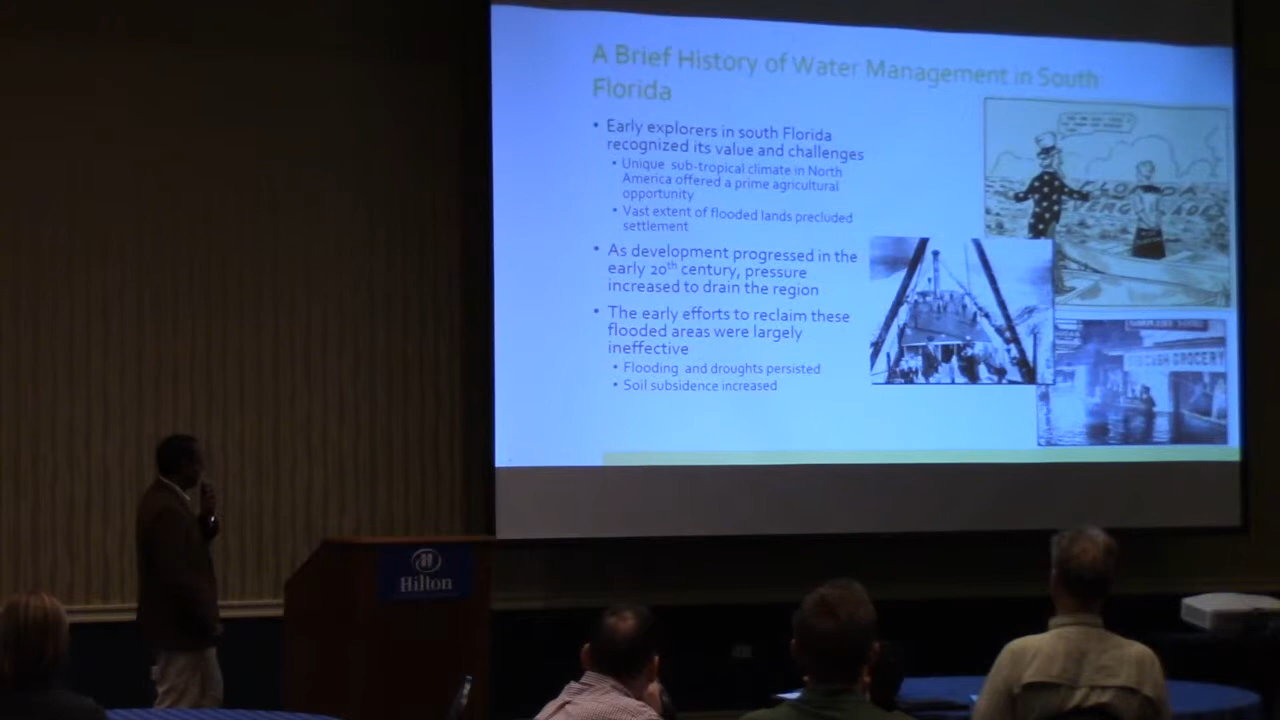 A Brief History of Water Management in South
Florida
• Early explorers in south Florida
recognized its value and challenges
• Unique sub-tropical climate in North
America offered a prime agricultural
opportunity
• Vast extent of flooded lands precluded
settlement
• As development progressed in the
early 20th century, pressure
increased to drain the region
• The early efforts to reclaim these
flooded areas were largely
ineffective
• Flooding and droughts persisted
• Soil subsidence increased
FLORIDA
CASH GROCERY
Hilton